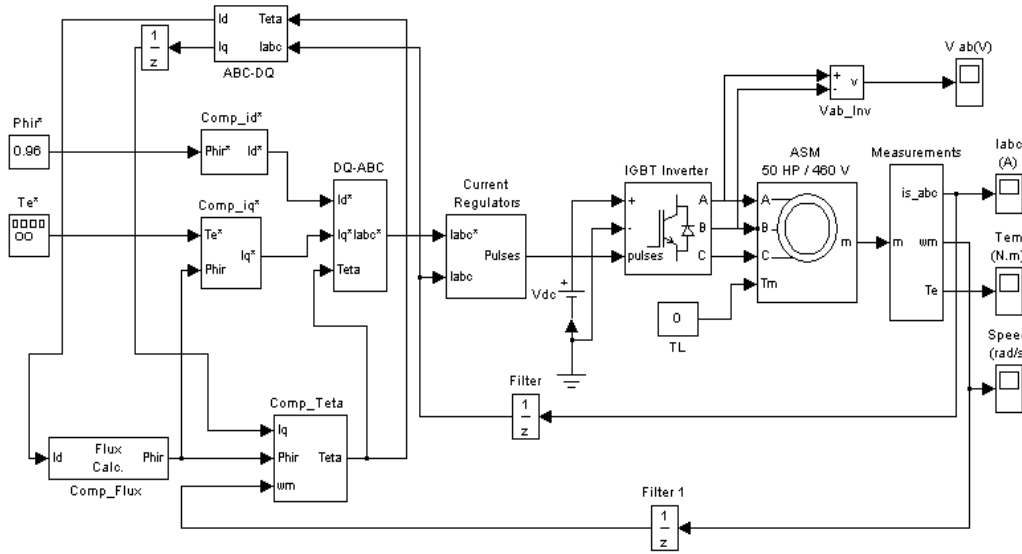 Id
Teta
Iq
Iabc
ABC-DQ
1
z
V ab(V)
+
-
v
Vab_Inv
Phir*
0.96
Comp_id*
Phir*
Id*
Te*
Comp_iq*
Te*
Phir
Iq*
DQ-ABC
Id*
Iq*Iabc*
Teta
Current
Regulators
Iabc*
Pulses
Iabc
IGBT Inverter
+
-
pulses
A
B
C
Vdc
+
ASM
50 HP / 460 V
A
B
C
Tm
m
0
TL
Measurements
m
is_abc
wm
Te
Iabc
(A)
Tem
(N.m)
Speed
(rad/s
Filter
1
z
Filter 1
1
z
Comp_Teta
Iq
Phir
wm
Teta
Id
Flux
Calc.
Phir
Comp_Flux